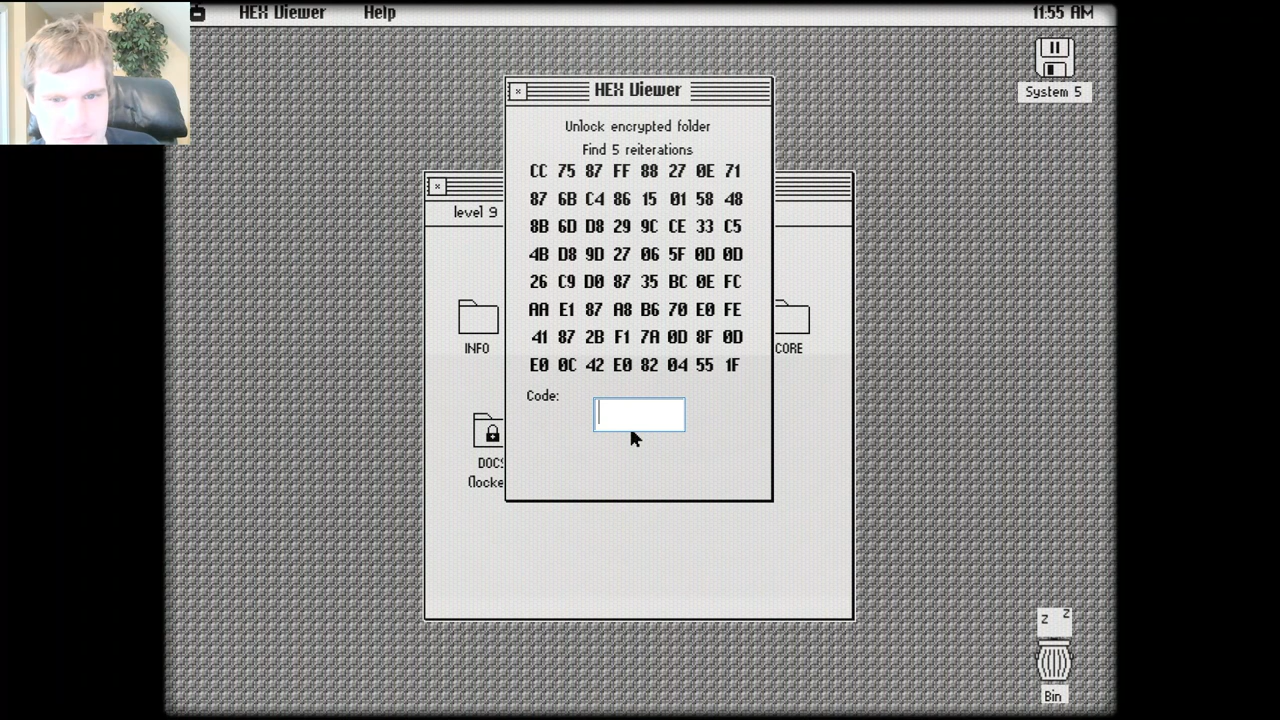 HEX Viewer Help 11:55 AM
System 5
HEX Viewer
Unlock encrypted folder
Find 5 reiterations
CC 75 87 FF 88 27 0E 71
87 6B C4 86 15 01 58 48
8B 6D D8 29 9C CE 33 C5
4B D8 9D 27 06 5F 0D 0D
26 C9 D0 87 35 BC 0E FC
AA E1 87 A8 B6 70 E0 FE
41 87 2B F1 7A 0D 8F 0D
E0 0C 42 E0 82 04 55 1F
Code:
level 9
INFO
CORE
DOCS
(locke
z z
Bin